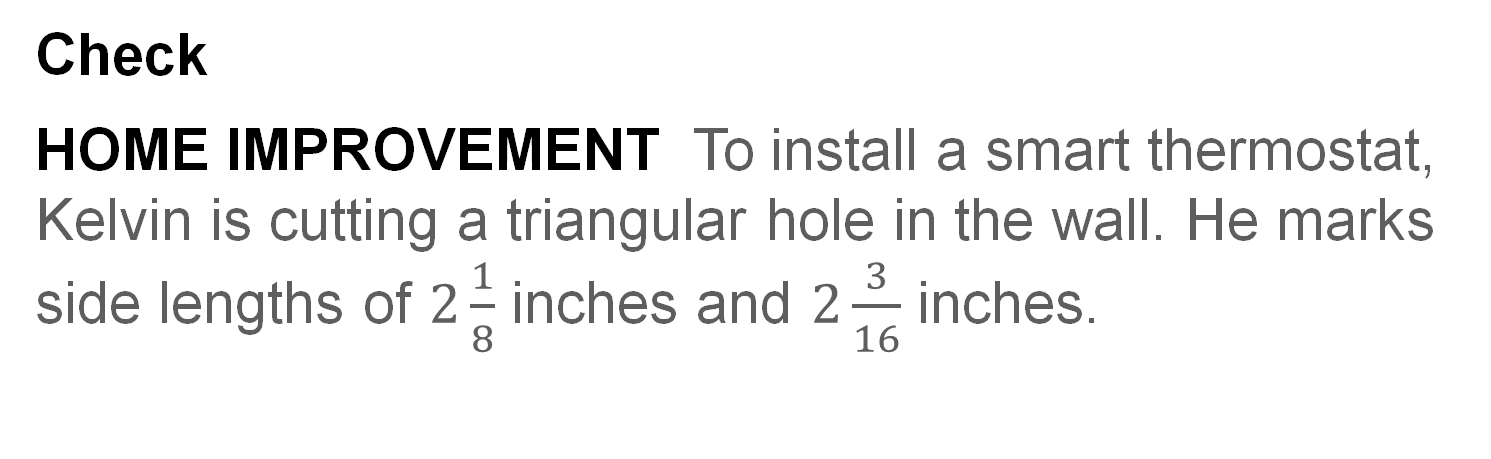 Check
HOME IMPROVEMENT To install a smart thermostat,
Kelvin is cutting a triangular hole in the wall. He marks
side lengths of 2 1/8 inches and 2 3/16 inches.